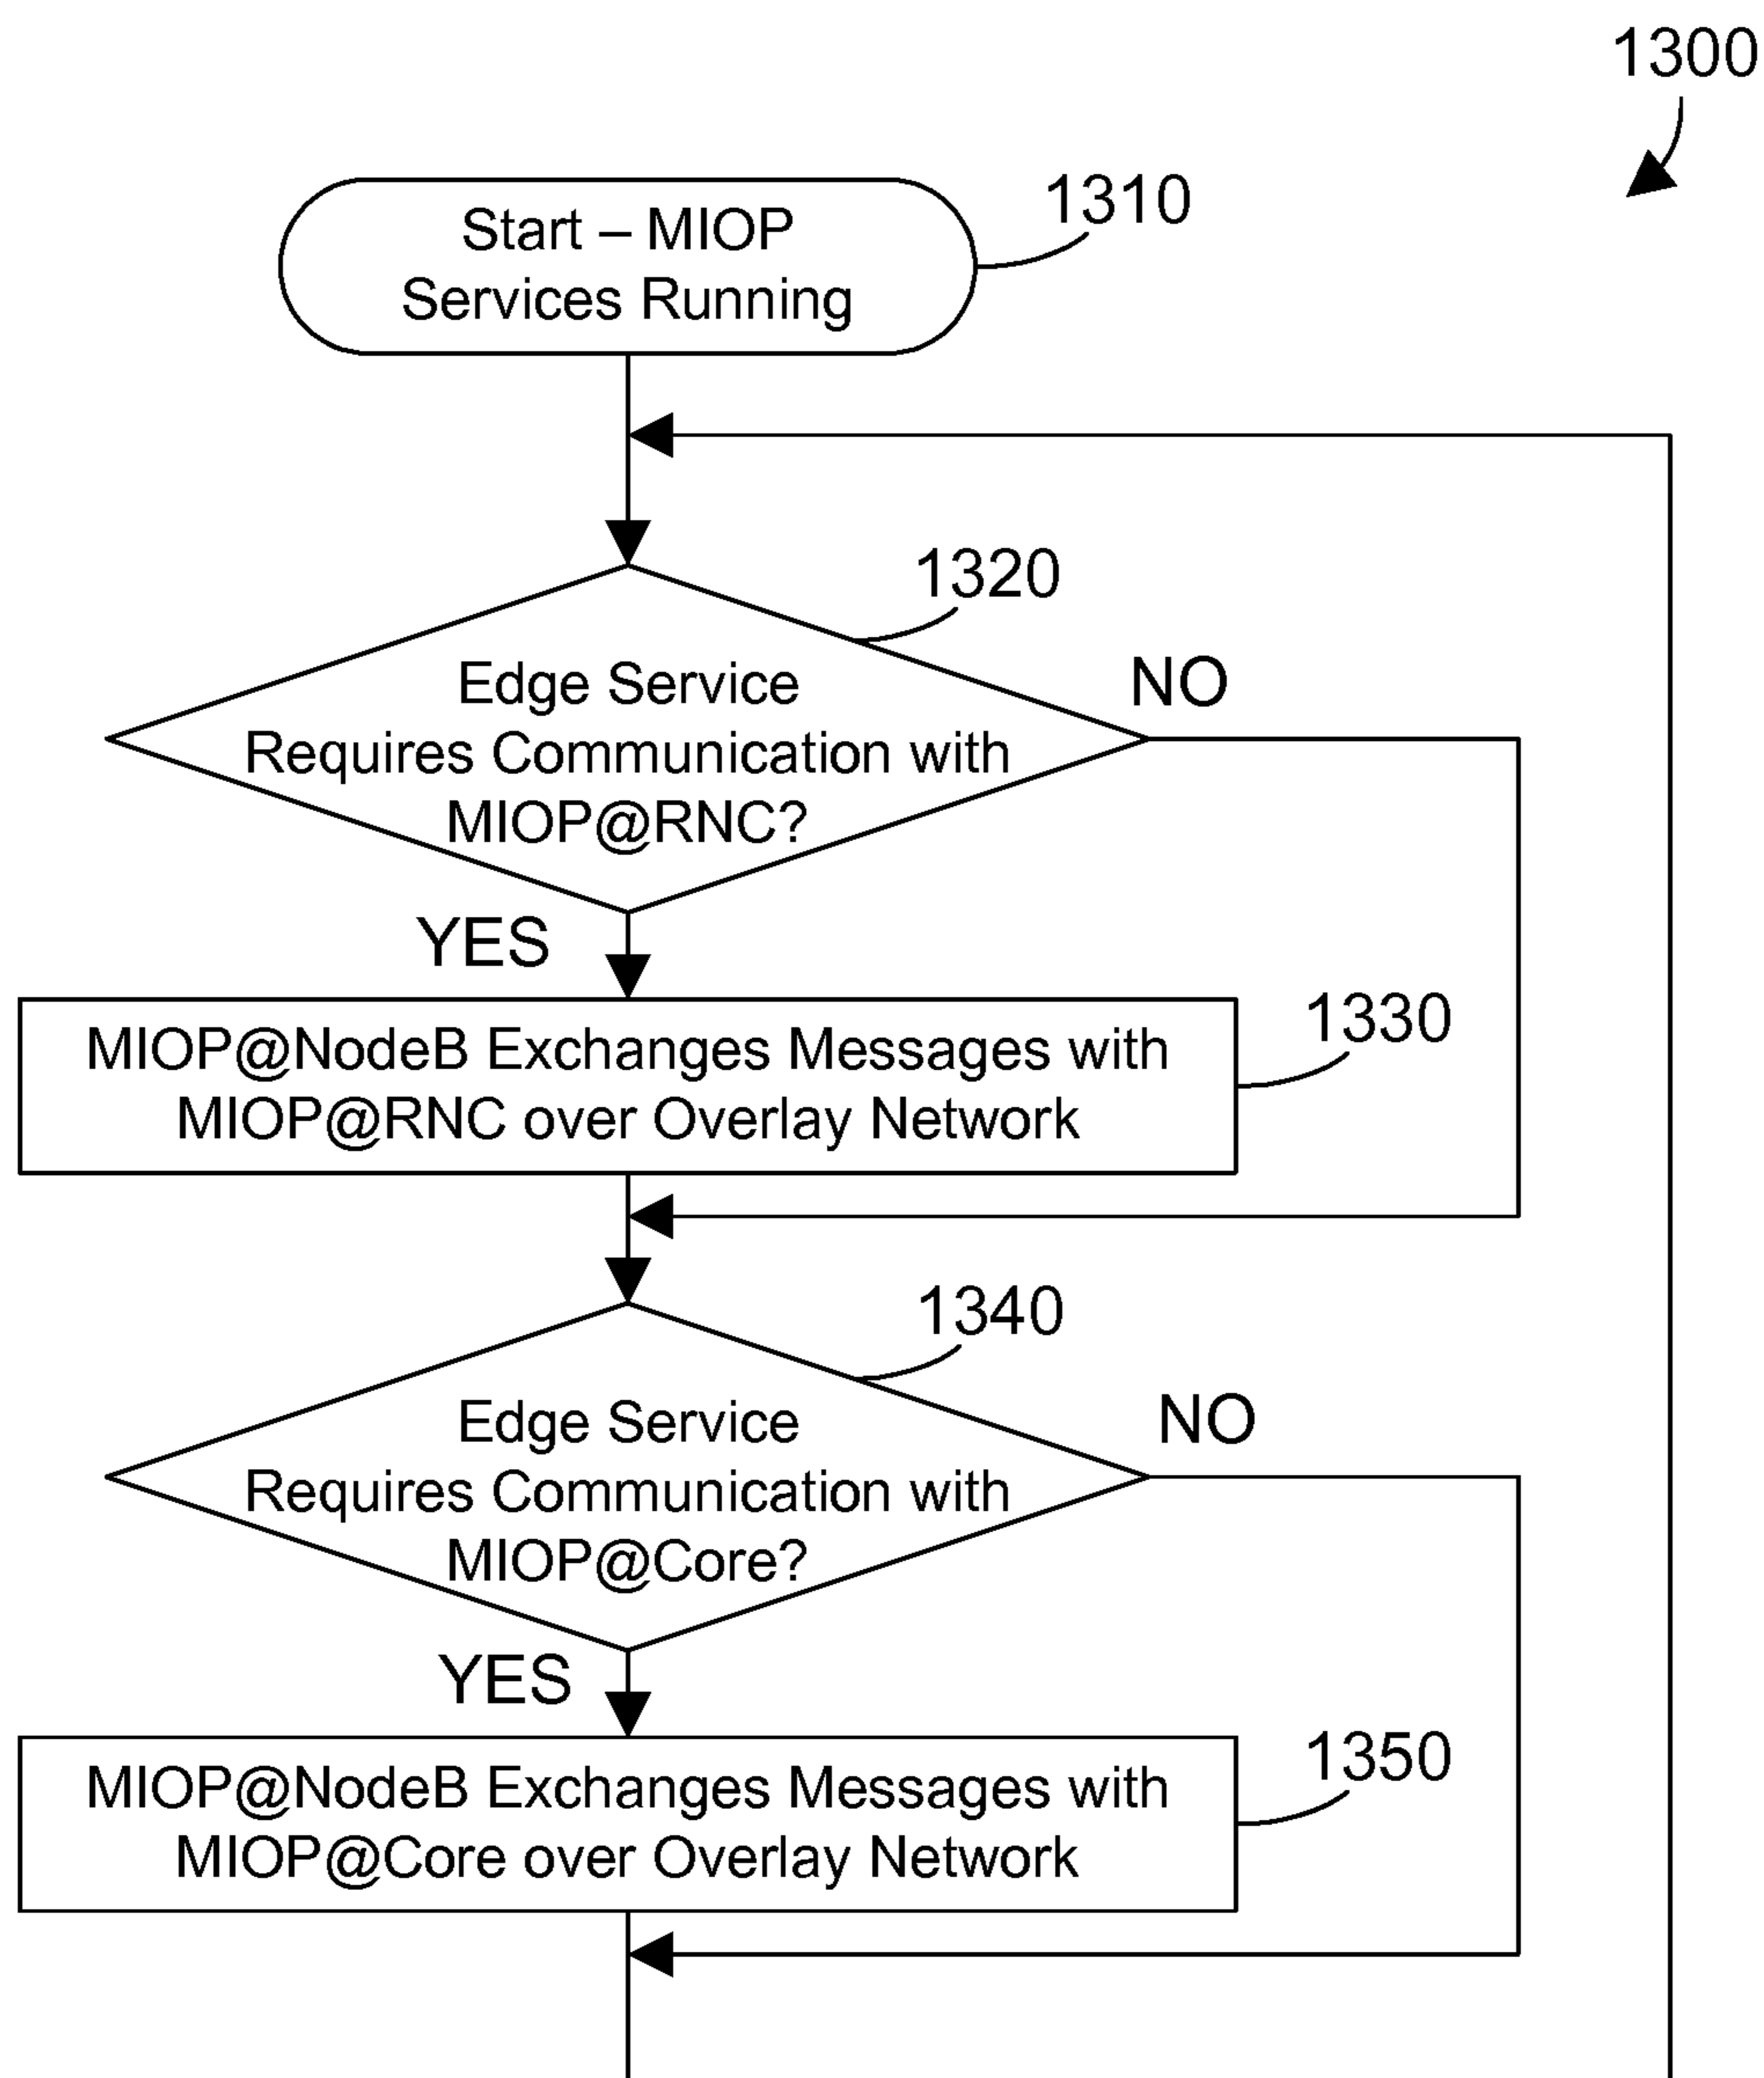 1300
1310
Start – MIOP
Services Running
1320
Edge Service
Requires Communication with
MIOP@RNC?
NO
YES
1330
MIOP@NodeB Exchanges Messages with
MIOP@RNC over Overlay Network
1340
Edge Service
Requires Communication with
MIOP@Core?
NO
YES
1350
MIOP@NodeB Exchanges Messages with
MIOP@Core over Overlay Network